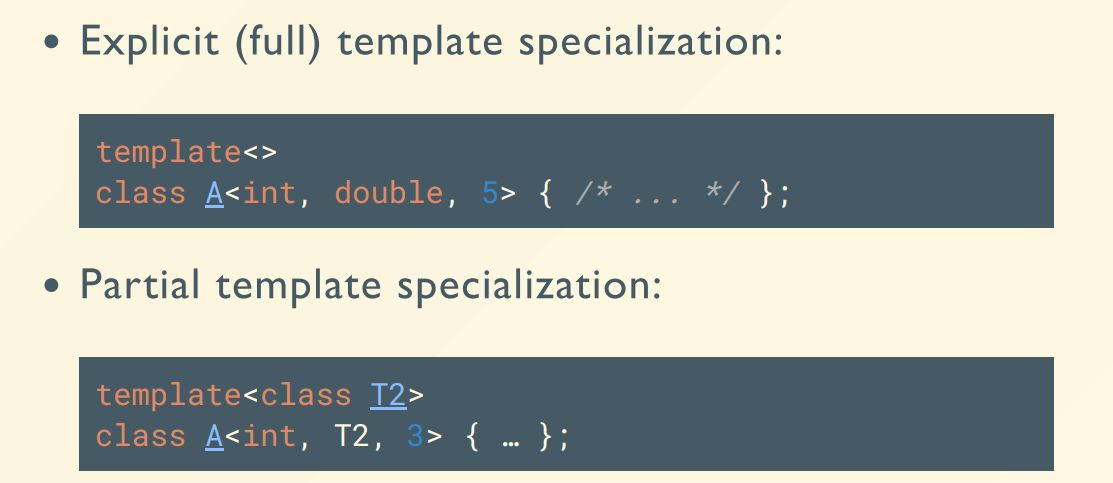 • Explicit (full) template specialization:
template<>
class A<int, double, 5> { /* ... */ };
• Partial template specialization:
template<class T2>
class A<int, T2, 3> { … };